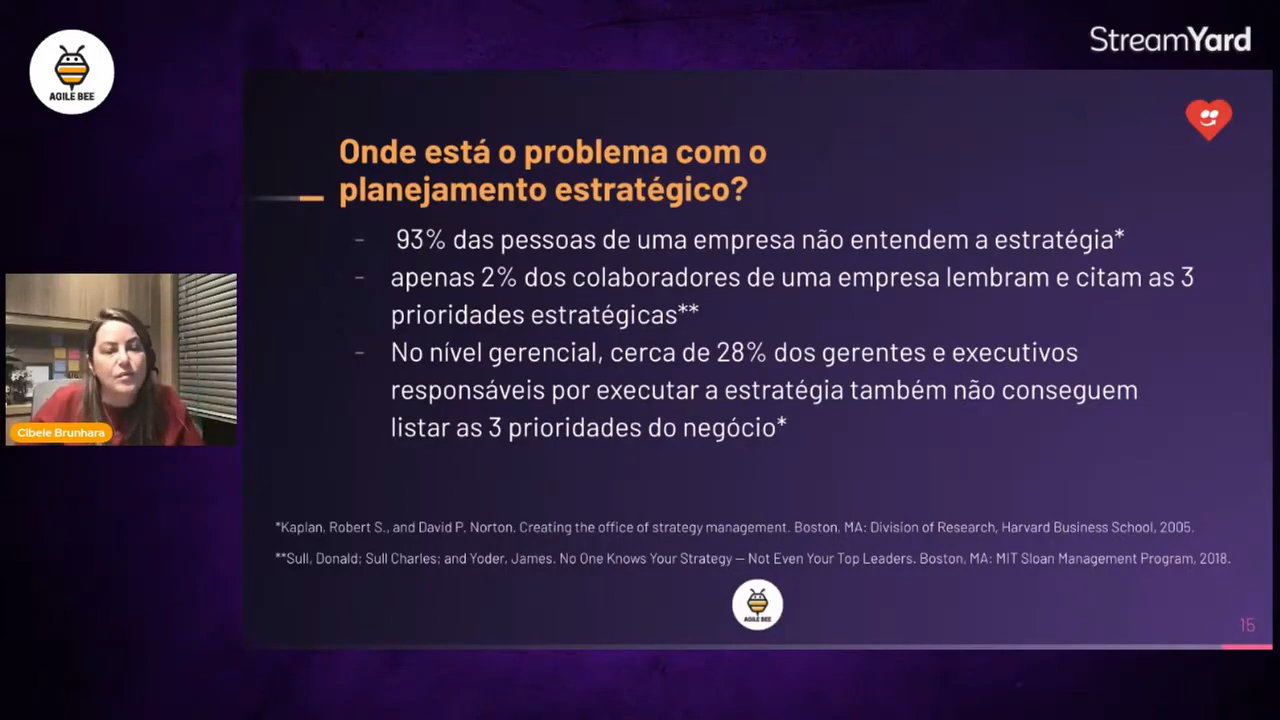 AGILE BEE
StreamYard
Onde está o problema com o
planejamento estratégico?
- 93% das pessoas de uma empresa não entendem a estratégia*
- apenas 2% dos colaboradores de uma empresa lembram e citam as 3
prioridades estratégicas**
- No nível gerencial, cerca de 28% dos gerentes e executivos
responsáveis por executar a estratégia também não conseguem
listar as 3 prioridades do negócio*
Cibele Brunhara
*Kaplan, Robert S., and David P. Norton. Creating the office of strategy management. Boston, MA: Division of Research, Harvard Business School, 2005.
**Sull, Donald; Sull Charles; and Yoder, James. No One Knows Your Strategy — Not Even Your Top Leaders. Boston, MA: MIT Sloan Management Program, 2018.
AGILE BEE
15